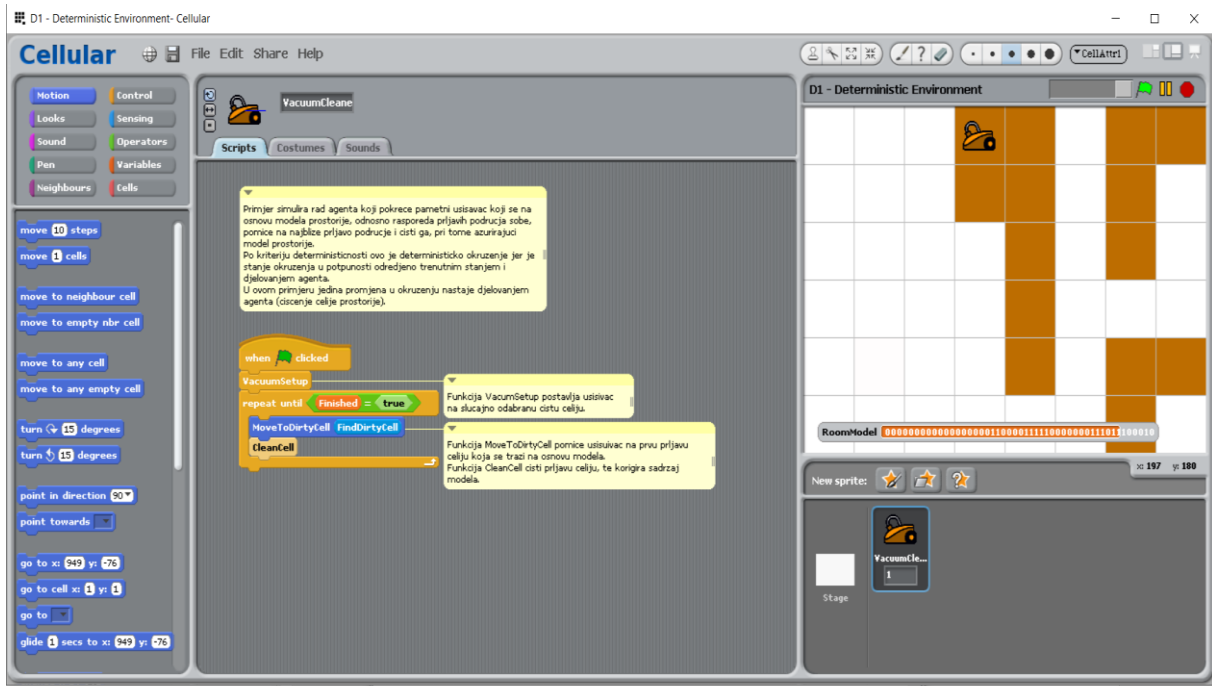 D1 - Deterministic Environment- Cellular
Cellular
File Edit Share Help
CellAttr1
Motion
Control
Looks
Sensing
Sound
Operators
Pen
Variables
Neighbours
Cells
move 10 steps
move 1 cells
move to neighbour cell
move to empty nbr cell
move to any cell
move to any empty cell
turn 15 degrees
turn 15 degrees
point in direction 90
point towards
go to x: 949 y: -76
go to cell x: 1 y: 1
go to
glide 1 secs to x: 949 y: -76
VacuumCleane
Scripts
Costumes
Sounds
Primjer simulira rad agenta koji pokrece pametni usisavac koji se na
osnovu modela prostorije, odnosno rasporeda prljavih podrucja sobe,
pomice na najblize prljavo podrucje i cisti ga, pri tome azurirajuci
model prostorije.
Po kriteriju deterministicnosti ovo je deterministicko okruzenje jer je
stanje okruzenja u potpunosti odredjeno trenutnim stanjem i
djelovanjem agenta.
U ovom primjeru jedina promjena u okruzenju nastaje djelovanjem
agenta (ciscenje celije prostorije).
when clicked
VacuumSetup
repeat until Finished = true
MoveToDirtyCell FindDirtyCell
CleanCell
Funkcija VacumSetup postavlja usisivac
na slucajno odabranu cistu celiju.
Funkcija MoveToDirtyCell pomice usisuivac na prvu prljavu
celiju koja se trazi na osnovu modela.
Funkcija CleanCell cisti prljavu celiju, te korigira sadrzaj
modela.
D1 - Deterministic Environment
RoomModel
x: 197 y: 180
New sprite:
Stage
VacuumCle...
1